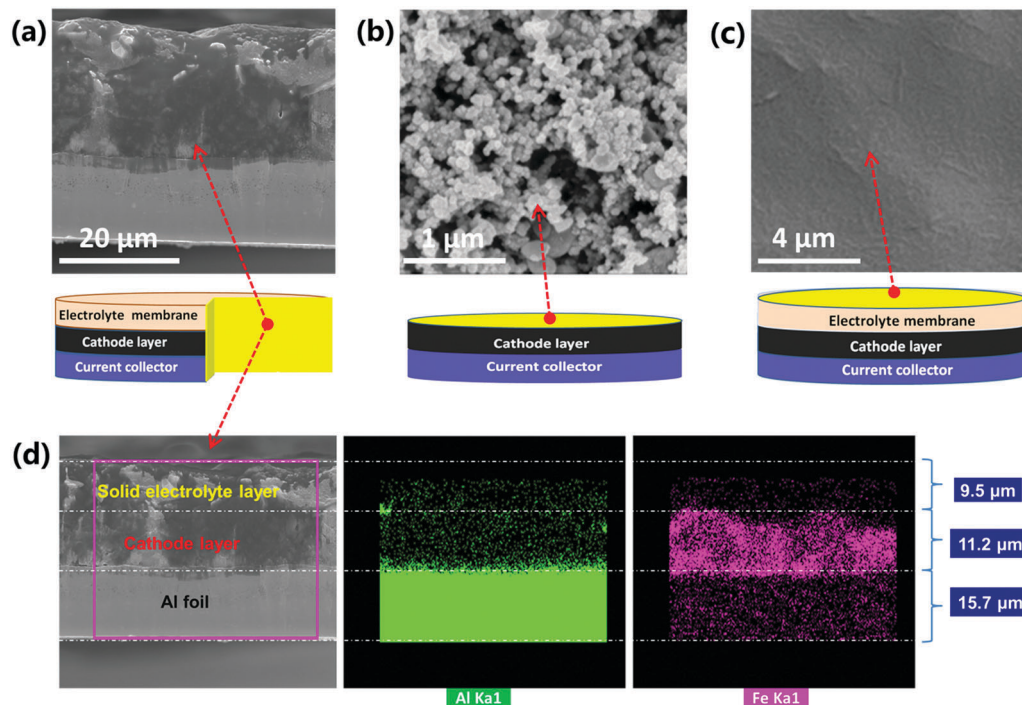 (a)
20 μm
Electrolyte membrane
Cathode layer
Current collector
(b)
1 μm
Cathode layer
Current collector
(c)
4 μm
Electrolyte membrane
Cathode layer
Current collector
(d)
Solid electrolyte layer
Cathode layer
Al foil
Al Ka1
Fe Ka1
9.5 μm
11.2 μm
15.7 μm